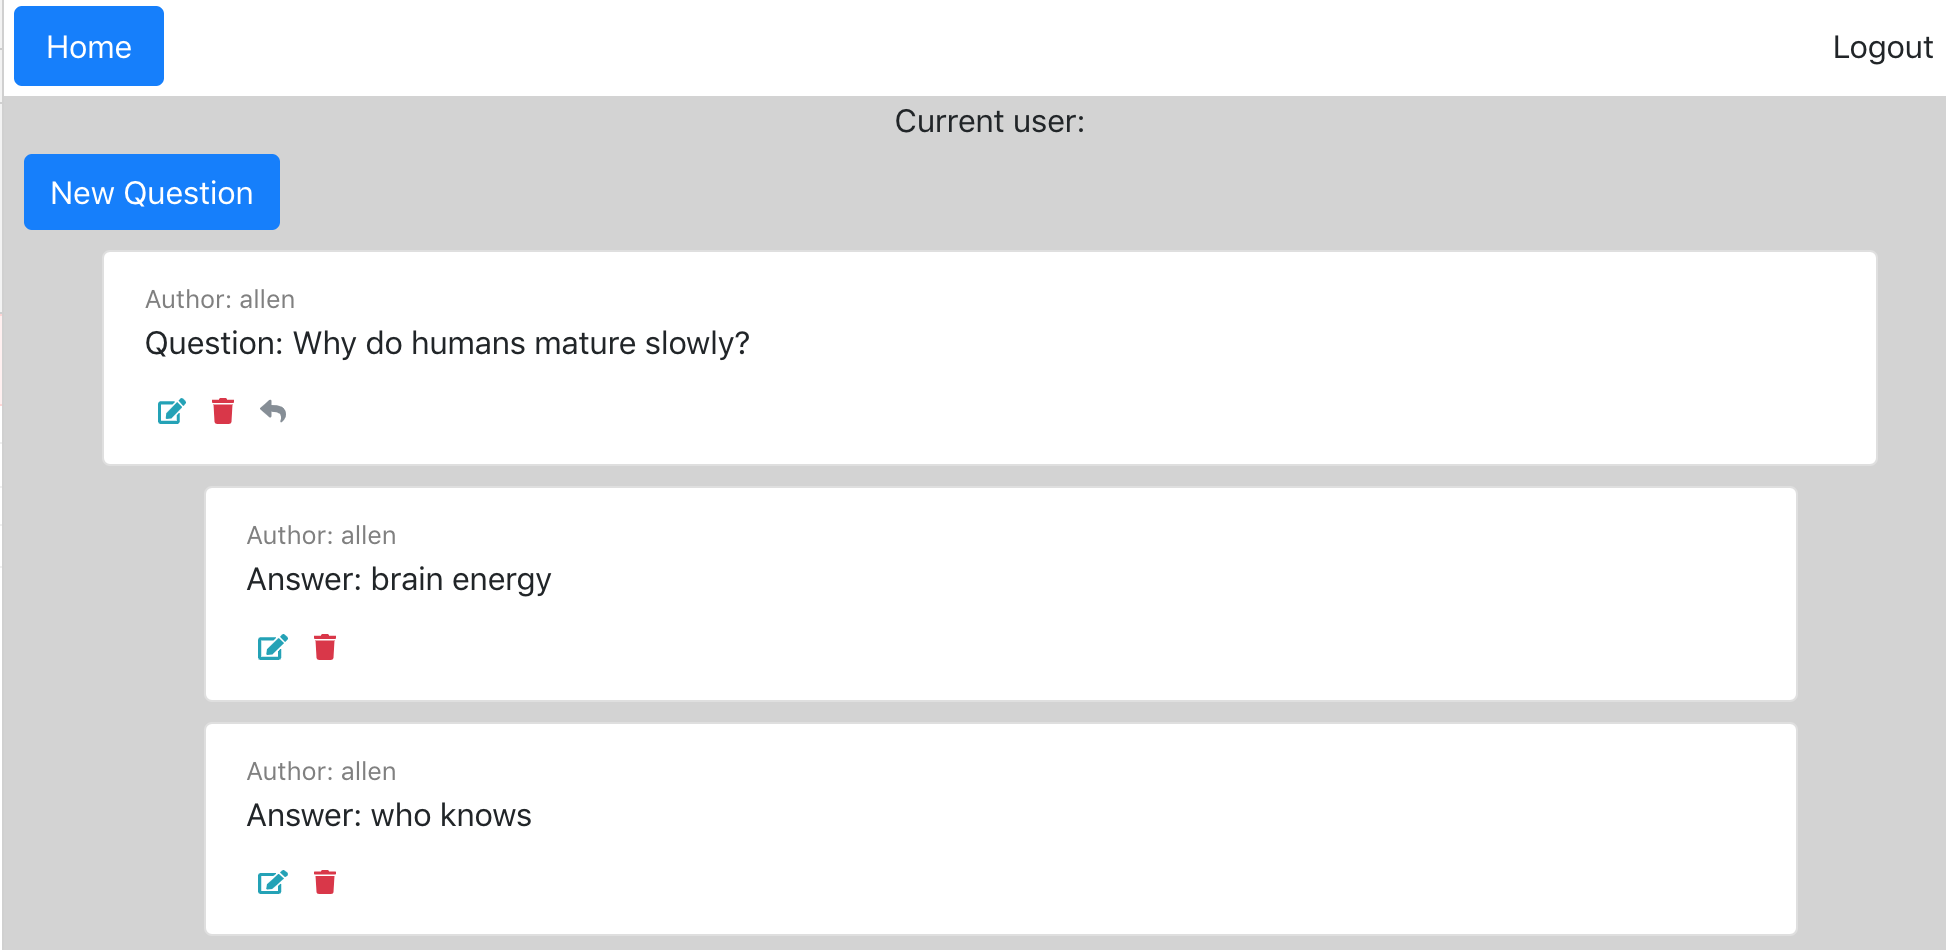 Home
Logout
Current user:
New Question
Author: allen
Question: Why do humans mature slowly?
Author: allen
Answer: brain energy
Author: allen
Answer: who knows